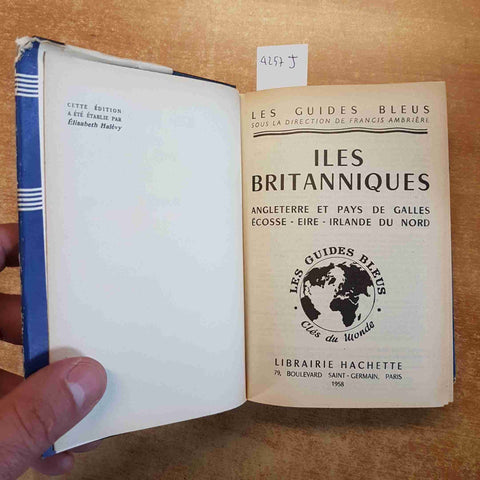 4257 J
CETTE ÉDITION
A ÉTÉ ÉTABLIE PAR
Élisabeth Halévy
LES GUIDES BLEUS
SOUS LA DIRECTION DE FRANCIS AMBRIÈRE
ILES
BRITANNIQUES
ANGLETERRE ET PAYS DE GALLES
ÉCOSSE - EIRE - IRLANDE DU NORD
LES GUIDES BLEUS
Clés du Monde
LIBRAIRIE HACHETTE
79, BOULEVARD SAINT-GERMAIN, PARIS
1958